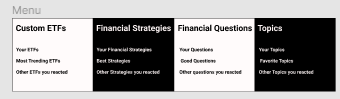 Menu
Custom ETFs
Your ETFs
Most Trending ETFs
Other ETFs you reacted
Financial Strategies
Your Financial Strategies
Best Strategies
Other Strategies you reacted
Financial Questions
Your Questions
Good Questions
Other questions you reacted
Topics
Your Topics
Favorite Topics
Other Topics you reacted